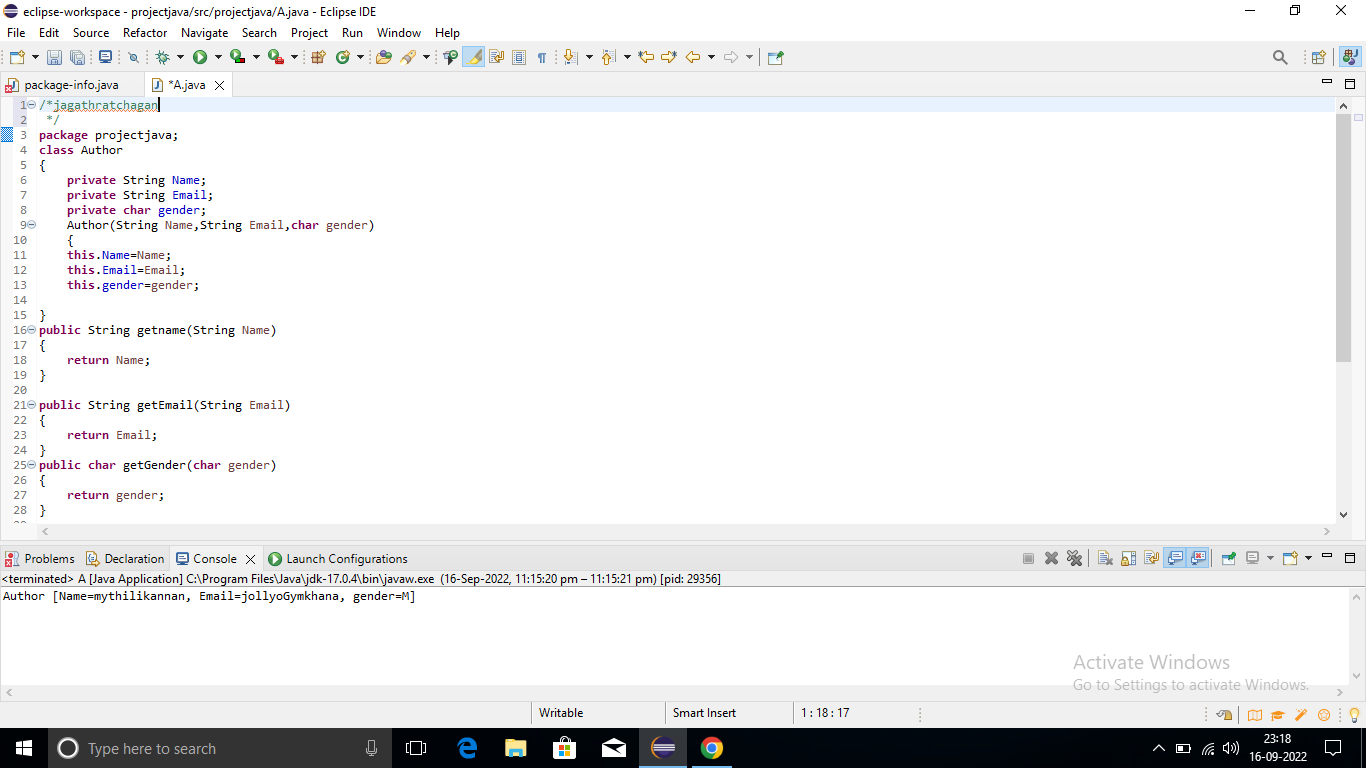 eclipse-workspace - projectjava/src/projectjava/A.java - Eclipse IDE
File Edit Source Refactor Navigate Search Project Run Window Help
package-info.java *A.java
1 /*jagathratchagan
2 */
3 package projectjava;
4 class Author
5 {
6 private String Name;
7 private String Email;
8 private char gender;
9 Author(String Name,String Email,char gender)
10 {
11 this.Name=Name;
12 this.Email=Email;
13 this.gender=gender;
14
15 }
16 public String getname(String Name)
17 {
18 return Name;
19 }
20
21 public String getEmail(String Email)
22 {
23 return Email;
24 }
25 public char getGender(char gender)
26 {
27 return gender;
28 }
Problems Declaration Console Launch Configurations
<terminated> A [Java Application] C:\Program Files\Java\jdk-17.0.4\bin\javaw.exe (16-Sep-2022, 11:15:20 pm – 11:15:21 pm) [pid: 29356]
Author [Name=mythilikannan, Email=jollyoGymkhana, gender=M]
Activate Windows
Go to Settings to activate Windows.
Writable Smart Insert 1 : 18 : 17
Type here to search
23:18
16-09-2022